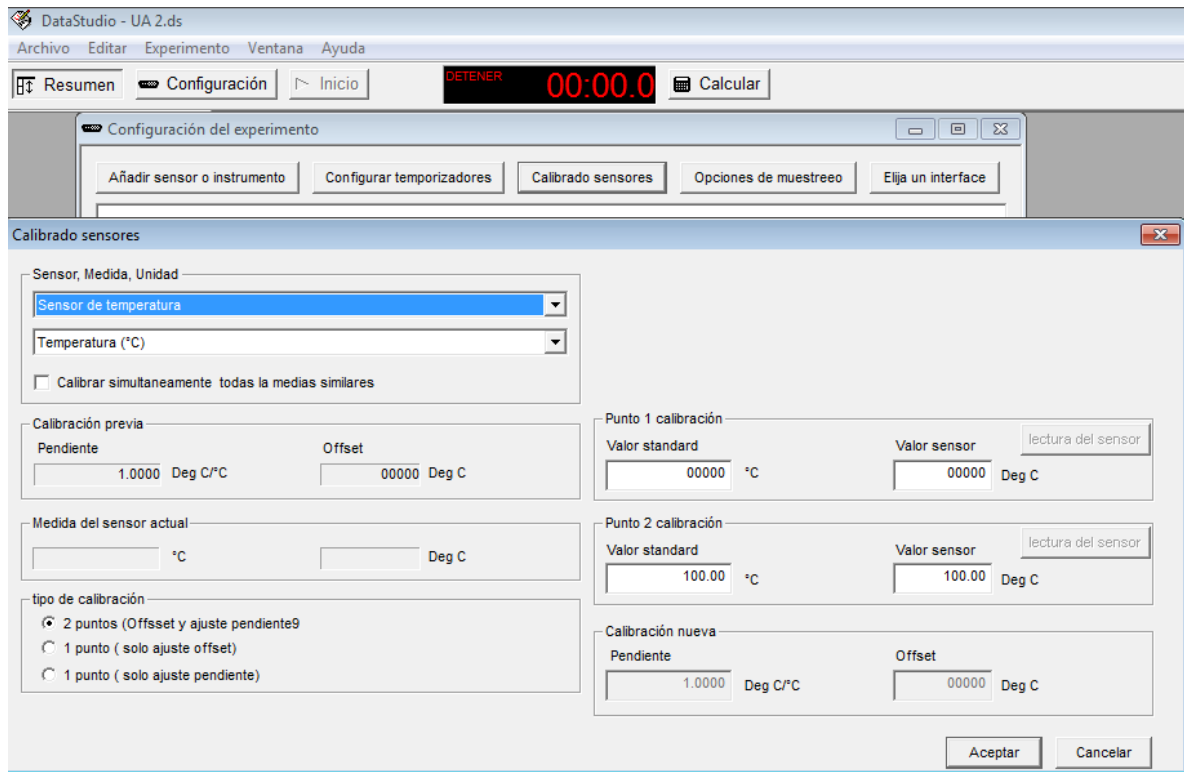 DataStudio - UA 2.ds
Archivo Editar Experimento Ventana Ayuda
Resumen Configuración Inicio DETENER 00:00.0 Calcular
Configuración del experimento
Añadir sensor o instrumento Configurar temporizadores Calibrado sensores Opciones de muestreeo Elija un interface
Calibrado sensores
Sensor, Medida, Unidad
Sensor de temperatura
Temperatura (°C)
Calibrar simultaneamente todas la medias similares
Calibración previa
Pendiente Offset
1.0000 Deg C/°C 00000 Deg C
Medida del sensor actual
°C Deg C
tipo de calibración
2 puntos (Offsset y ajuste pendiente9
1 punto ( solo ajuste offset)
1 punto ( solo ajuste pendiente)
Punto 1 calibración
Valor standard Valor sensor lectura del sensor
00000 °C 00000 Deg C
Punto 2 calibración
Valor standard Valor sensor lectura del sensor
100.00 °C 100.00 Deg C
Calibración nueva
Pendiente Offset
1.0000 Deg C/°C 00000 Deg C
Aceptar Cancelar